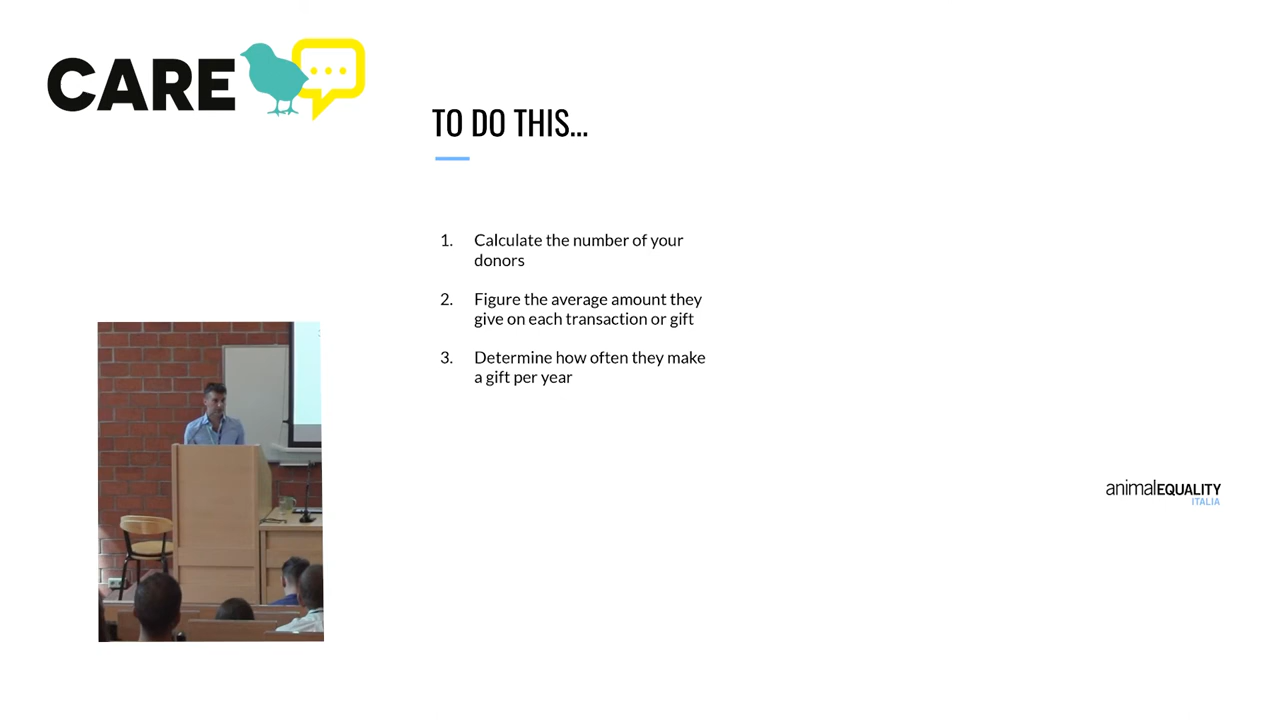 CARE
TO DO THIS...
1. Calculate the number of your
donors
2. Figure the average amount they
give on each transaction or gift
3. Determine how often they make
a gift per year
animalEQUALITY
ITALIA